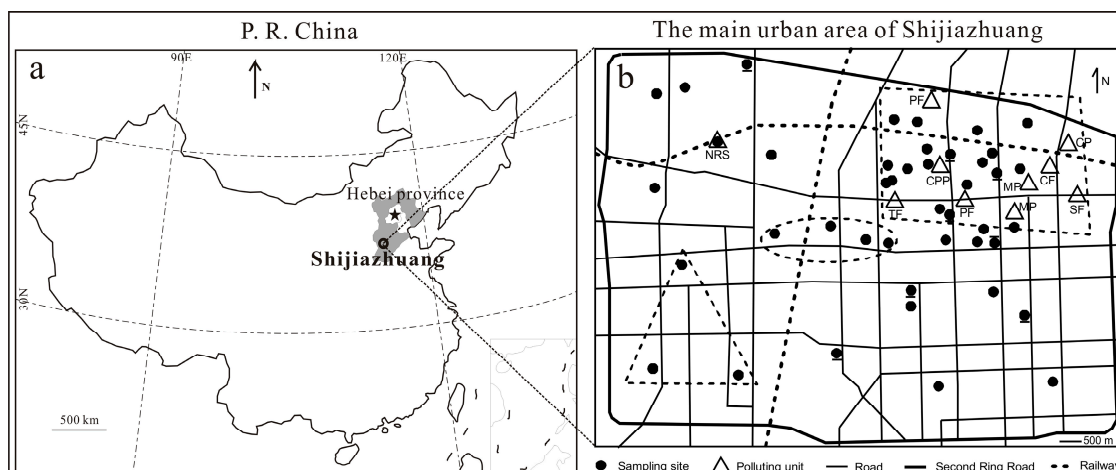 P. R. China
The main urban area of Shijiazhuang
a
90E
120E
N
45N
30N
Hebei province
Shijiazhuang
500 km
b
N
PF
NRS
CP
CPP
CF
MP
TF
PF
MP
SF
500 m
Sampling site
Polluting unit
Road
Second Ring Road
Railway